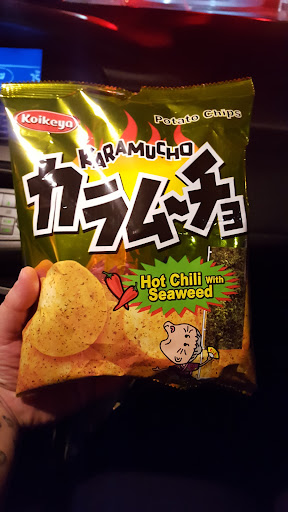 Koikeya
Potato Chips
KARAMUCHO
カラムーチョ
Hot Chili With
Seaweed